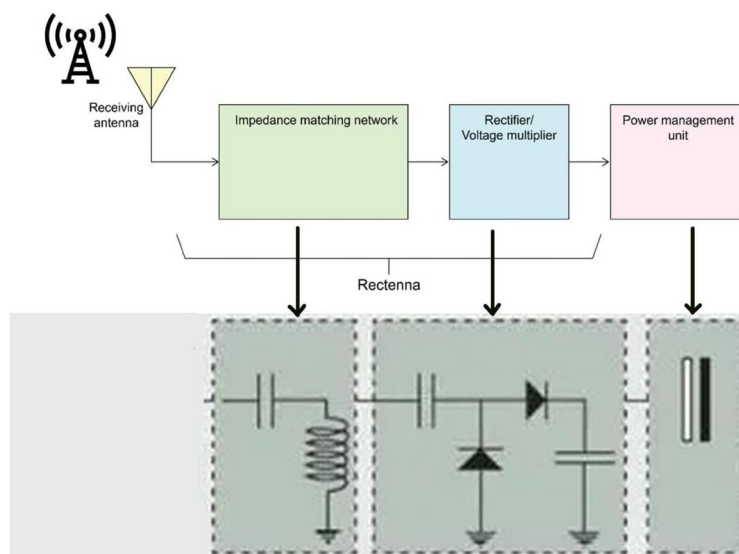 Receiving
antenna
Impedance matching network
Rectifier/
Voltage multiplier
Power management
unit
Rectenna